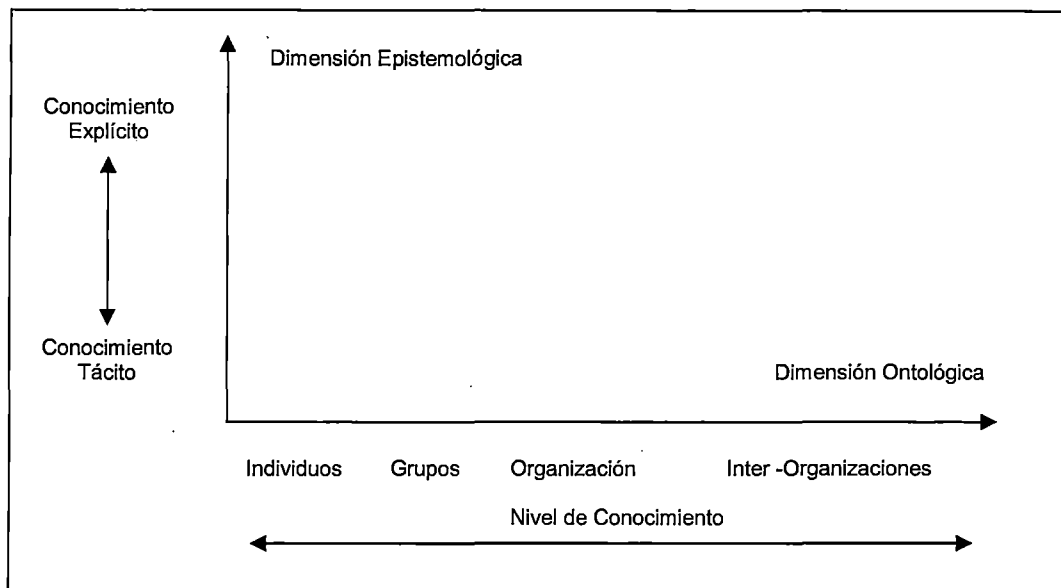 Dimensión Epistemológica
Conocimiento
Explícito
Conocimiento
Tácito
Dimensión Ontológica
Individuos Grupos Organización Inter -Organizaciones
Nivel de Conocimiento